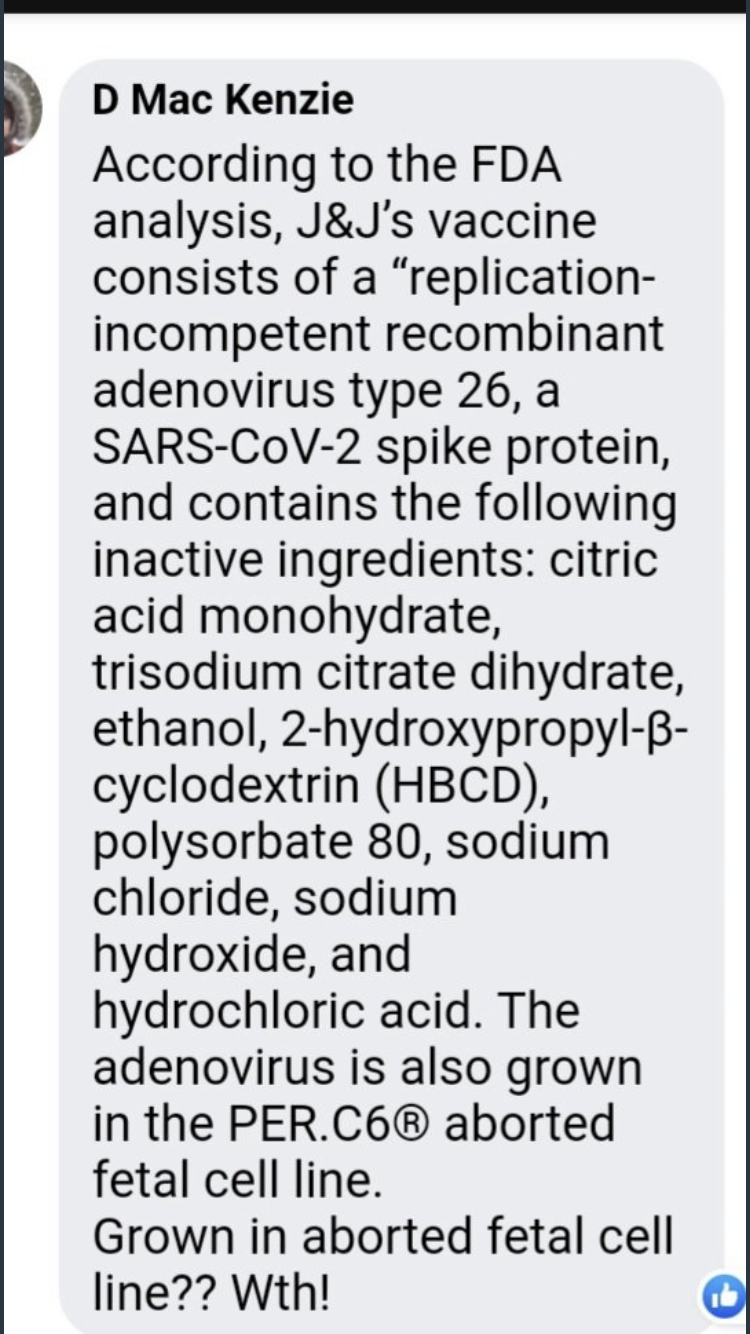 D Mac Kenzie
According to the FDA
analysis, J&J’s vaccine
consists of a “replication-
incompetent recombinant
adenovirus type 26, a
SARS-CoV-2 spike protein,
and contains the following
inactive ingredients: citric
acid monohydrate,
trisodium citrate dihydrate,
ethanol, 2-hydroxypropyl-β-
cyclodextrin (HBCD),
polysorbate 80, sodium
chloride, sodium
hydroxide, and
hydrochloric acid. The
adenovirus is also grown
in the PER.C6® aborted
fetal cell line.
Grown in aborted fetal cell
line?? Wth!